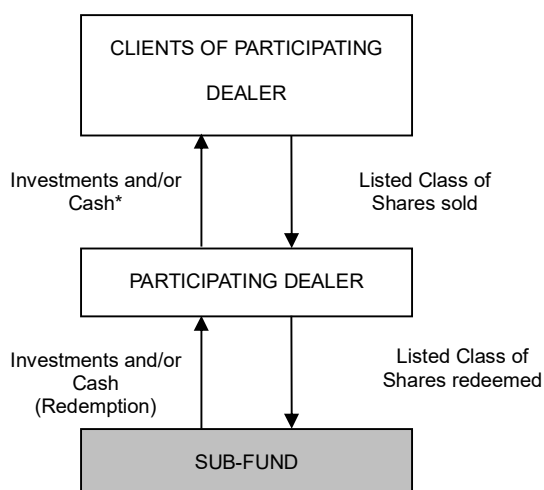 CLIENTS OF PARTICIPATING
DEALER
Investments and/or
Cash*
Listed Class of
Shares sold
PARTICIPATING DEALER
Investments and/or
Cash
(Redemption)
Listed Class of
Shares redeemed
SUB-FUND